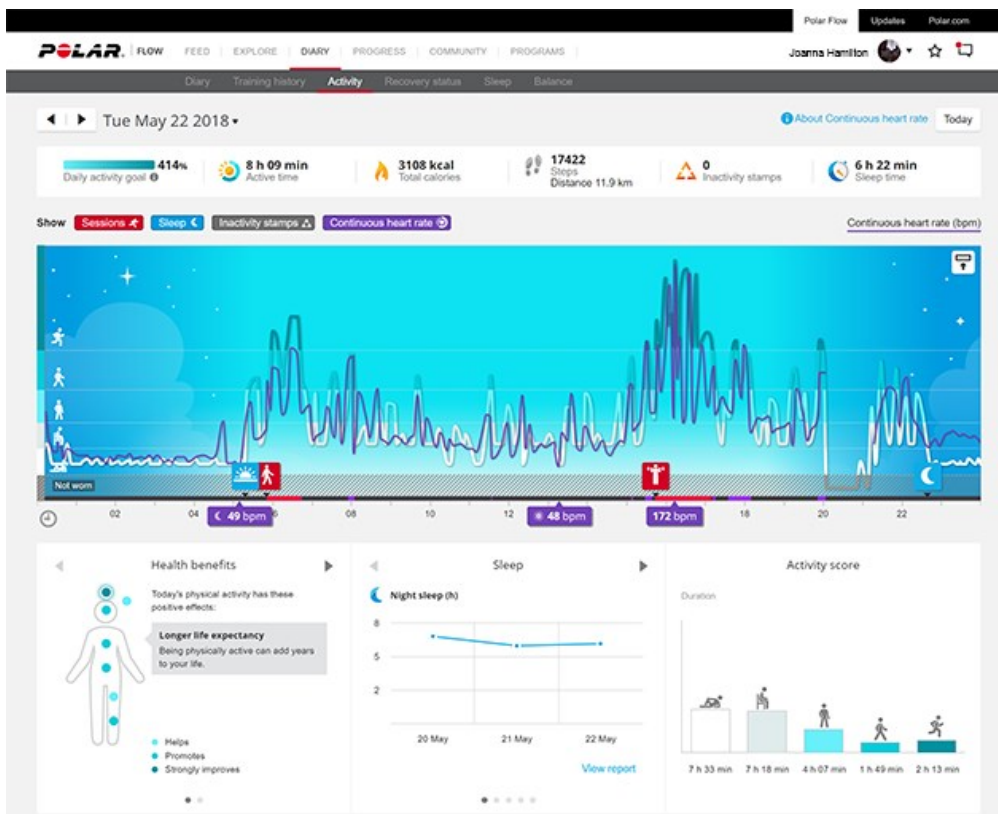 Polar Flow Updates Polar.com
POLAR. FLOW FEED EXPLORE DIARY PROGRESS COMMUNITY PROGRAMS Joanna Hamilton
Diary Training history Activity Recovery status Sleep Balance
Tue May 22 2018 About Continuous heart rate Today
414% Daily activity goal
8 h 09 min Active time
3108 kcal Total calories
17422 Steps
Distance 11.9 km
0 Inactivity stamps
6 h 22 min Sleep time
Show Sessions Sleep Inactivity stamps Continuous heart rate Continuous heart rate (bpm)
Not worn
02 04 6 08 10 12 18 20 22
49 bpm 48 bpm 172 bpm
Health benefits
Today's physical activity has these
positive effects:
Longer life expectancy
Being physically active can add years
to your life.
Helps
Promotes
Strongly improves
Sleep
Night sleep (h)
8
5
2
20 May 21 May 22 May
View report
Activity score
Duration
7 h 33 min 7 h 18 min 4 h 07 min 1 h 49 min 2 h 13 min